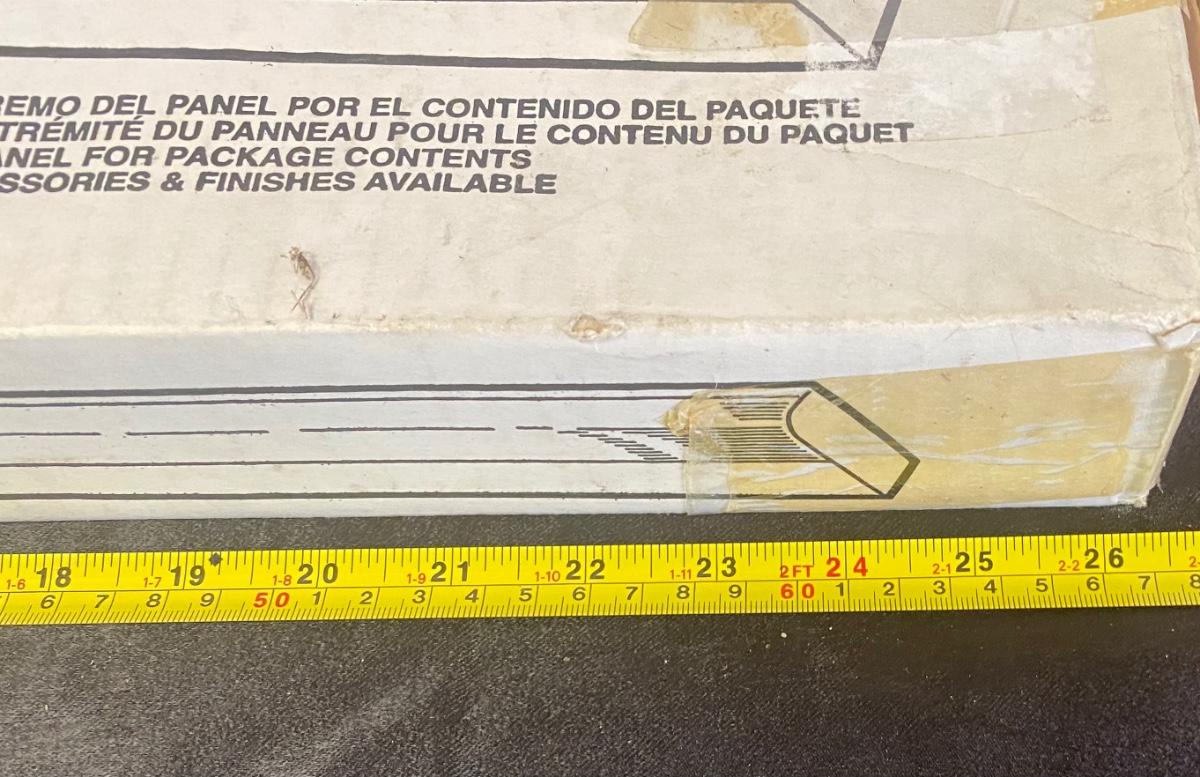 REMO DEL PANEL POR EL CONTENIDO DEL PAQUETE
TRÉMITÉ DU PANNEAU POUR LE CONTENU DU PAQUET
NEL FOR PACKAGE CONTENTS
SSORIES & FINISHES AVAILABLE
1-6 18 1-7 19 1-8 20 1-9 21 1-10 22 1-11 23 2FT 24 2-1 25 2-2 26 2-
6 7 8 9 50 1 2 3 4 5 6 7 8 9 60 1 2 3 4 5 6 7 8